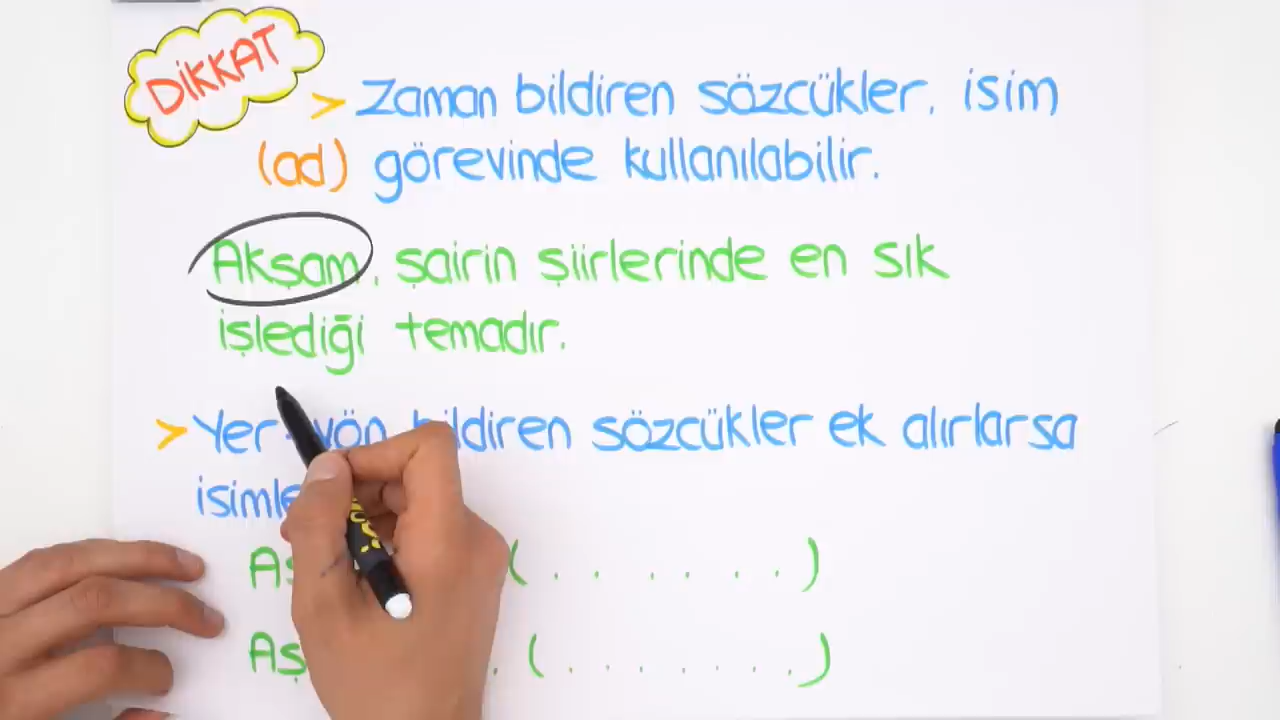 DİKKAT
> Zaman bildiren sözcükler, isim
(ad) görevinde kullanılabilir.
Akşam, şairin şiirlerinde en sık
işlediği temadır.
> Yer - yön bildiren sözcükler ek alırlarsa
(. . . . . .)
. (. . . . . . .)